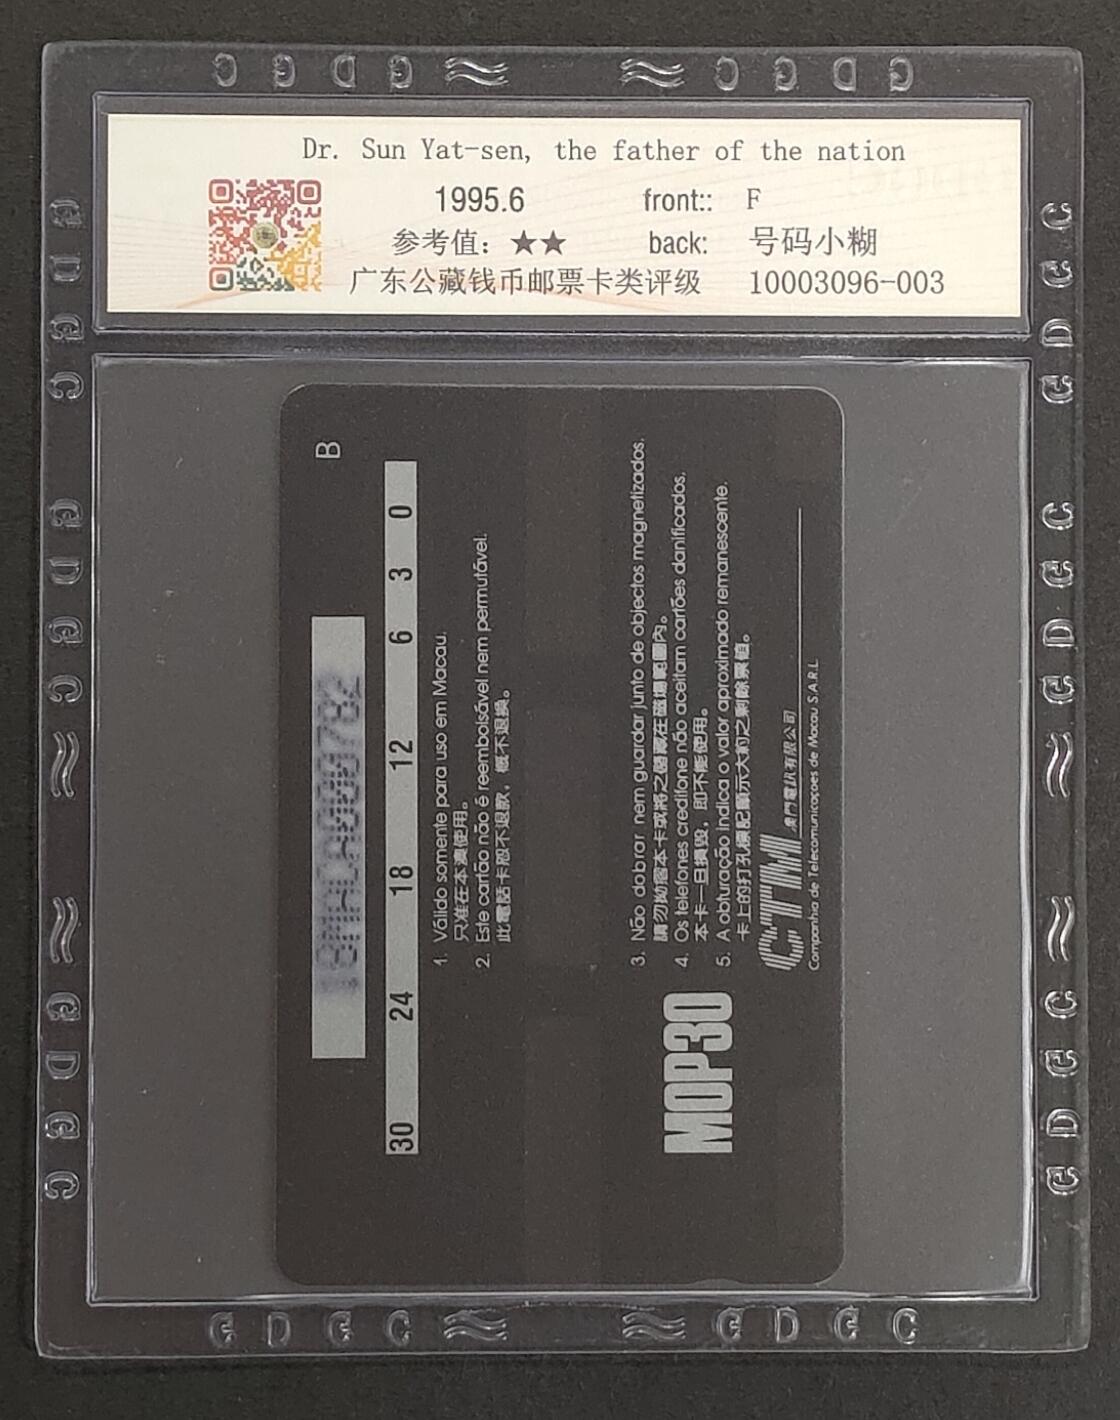 G D G C ≈ ≈ C G D G
Dr. Sun Yat-sen, the father of the nation
1995.6 front:: F
参考值: ★★ back: 号码小糊
广东公藏钱币邮票卡类评级 10003096-003
B
30 24 18 12 6 3 0
1. Válido somente para uso em Macau.
只准在本澳使用。
2. Este cartão não é reembolsável nem permutável.
此電話卡恕不退款，概不退換。
MOP30
3. Não dobrar nem guardar junto de objectos magnetizados.
請勿拗摺本卡或將之儲藏在磁場範圍內。
4. Os telefones credifone não aceitam cartões danificados.
本卡一旦損毀，即不能使用。
5. A obturação indica o valor aproximado remanescente.
卡上的打孔標記顯示大約之剩餘票值。
CTM 澳門電訊有限公司
Companhia de Telecomunicações de Macau S.A.R.L.
G D G C ≈ ≈ G D G C